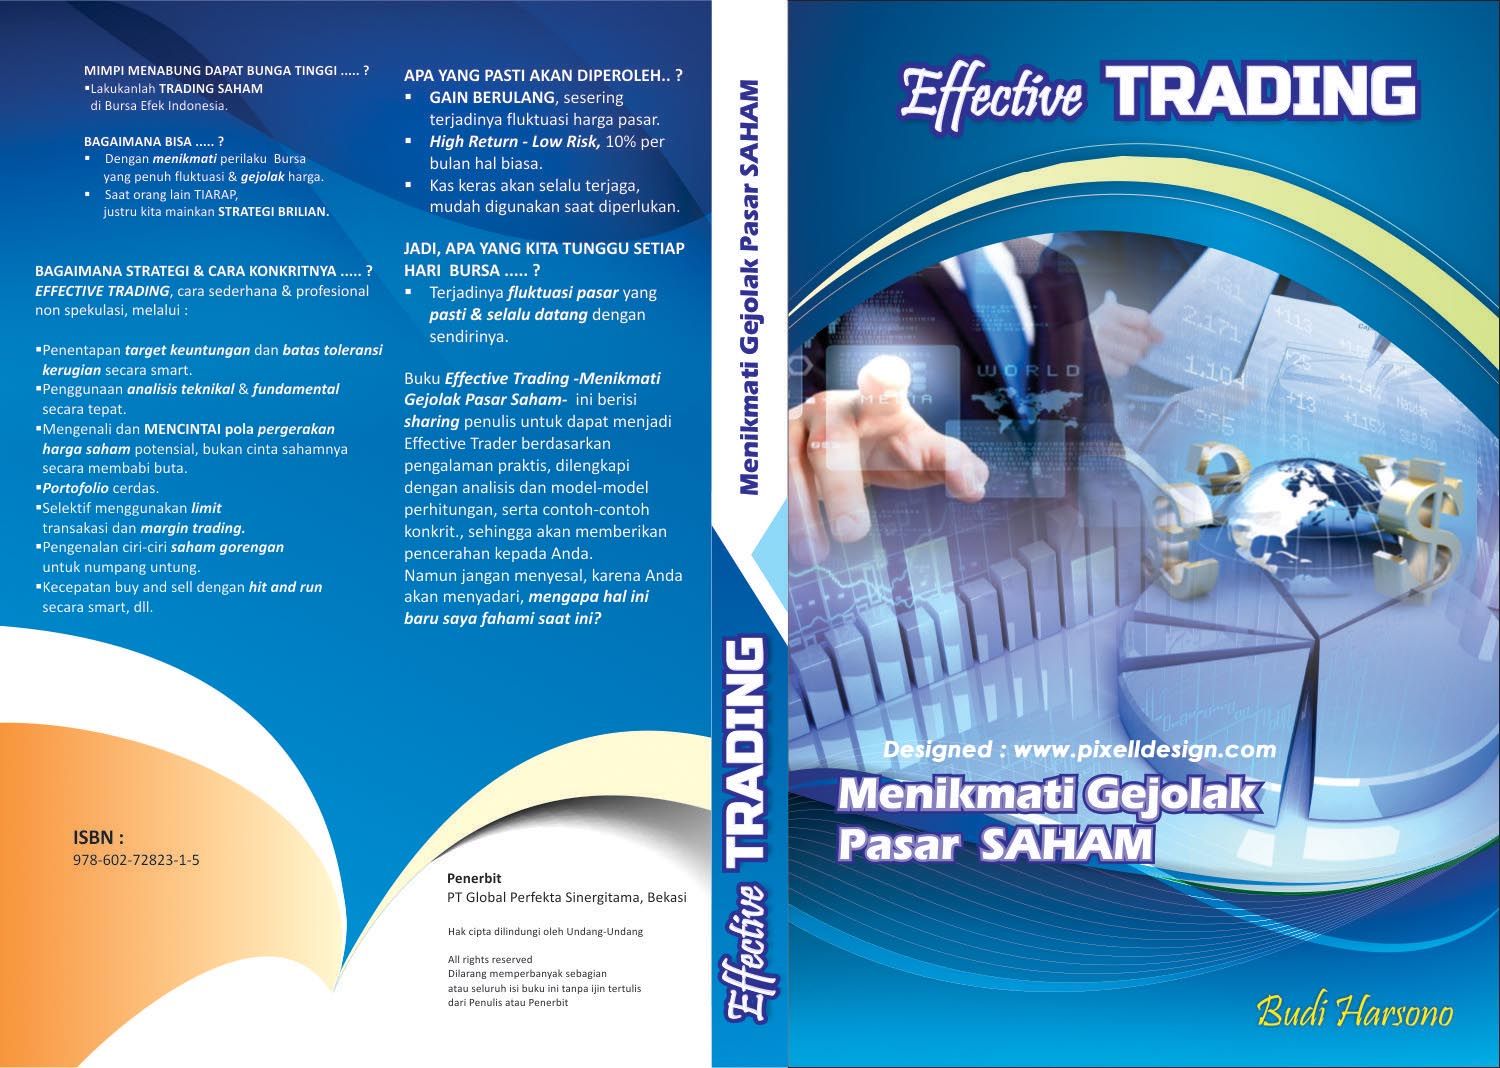 MIMPI MENABUNG DAPAT BUNGA TINGGI ..... ?
▪Lakukanlah TRADING SAHAM
di Bursa Efek Indonesia.
BAGAIMANA BISA ..... ?
▪ Dengan menikmati perilaku Bursa
yang penuh fluktuasi & gejolak harga.
▪ Saat orang lain TIARAP,
justru kita mainkan STRATEGI BRILIAN.
BAGAIMANA STRATEGI & CARA KONKRITNYA ..... ?
EFFECTIVE TRADING, cara sederhana & profesional
non spekulasi, melalui :
▪Penentapan target keuntungan dan batas toleransi
kerugian secara smart.
▪Penggunaan analisis teknikal & fundamental
secara tepat.
▪Mengenali dan MENCINTAI pola pergerakan
harga saham potensial, bukan cinta sahamnya
secara membabi buta.
▪Portofolio cerdas.
▪Selektif menggunakan limit
transakasi dan margin trading.
▪Pengenalan ciri-ciri saham gorengan
untuk numpang untung.
▪Kecepatan buy and sell dengan hit and run
secara smart, dll.
APA YANG PASTI AKAN DIPEROLEH.. ?
▪ GAIN BERULANG, sesering
terjadinya fluktuasi harga pasar.
▪ High Return - Low Risk, 10% per
bulan hal biasa.
▪ Kas keras akan selalu terjaga,
mudah digunakan saat diperlukan.
JADI, APA YANG KITA TUNGGU SETIAP
HARI BURSA ..... ?
▪ Terjadinya fluktuasi pasar yang
pasti & selalu datang dengan
sendirinya.
Buku Effective Trading -Menikmati
Gejolak Pasar Saham- ini berisi
sharing penulis untuk dapat menjadi
Effective Trader berdasarkan
pengalaman praktis, dilengkapi
dengan analisis dan model-model
perhitungan, serta contoh-contoh
konkrit., sehingga akan memberikan
pencerahan kepada Anda.
Namun jangan menyesal, karena Anda
akan menyadari, mengapa hal ini
baru saya fahami saat ini?
ISBN :
978-602-72823-1-5
Penerbit
PT Global Perfekta Sinergitama, Bekasi
Hak cipta dilindungi oleh Undang-Undang
All rights reserved
Dilarang memperbanyak sebagian
atau seluruh isi buku ini tanpa ijin tertulis
dari Penulis atau Penerbit
Effective TRADING
Menikmati Gejolak Pasar SAHAM
Effective TRADING
WORLD
MEDIA
2.171
+113
1.104
+25
+13
+1.14%
+1.15%
+30
Designed : www.pixelldesign.com
Menikmati Gejolak
Pasar SAHAM
Budi Harsono